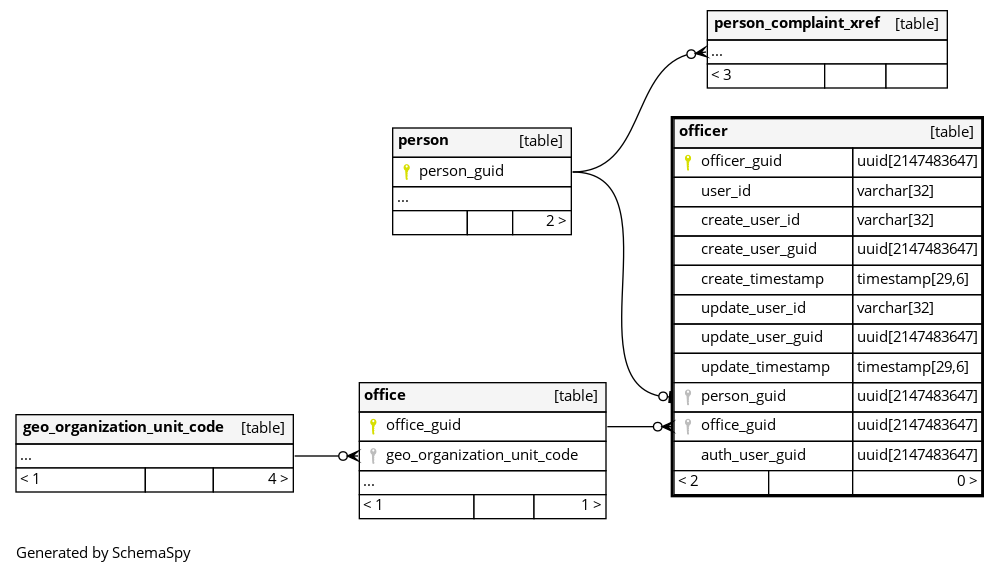 person_complaint_xref [table]
...
< 3
person [table]
person_guid
...
2 >
officer [table]
officer_guid uuid[2147483647]
user_id varchar[32]
create_user_id varchar[32]
create_user_guid uuid[2147483647]
create_timestamp timestamp[29,6]
update_user_id varchar[32]
update_user_guid uuid[2147483647]
update_timestamp timestamp[29,6]
person_guid uuid[2147483647]
office_guid uuid[2147483647]
auth_user_guid uuid[2147483647]
< 2 0 >
office [table]
office_guid
geo_organization_unit_code
...
< 1 1 >
geo_organization_unit_code [table]
...
< 1 4 >
Generated by SchemaSpy